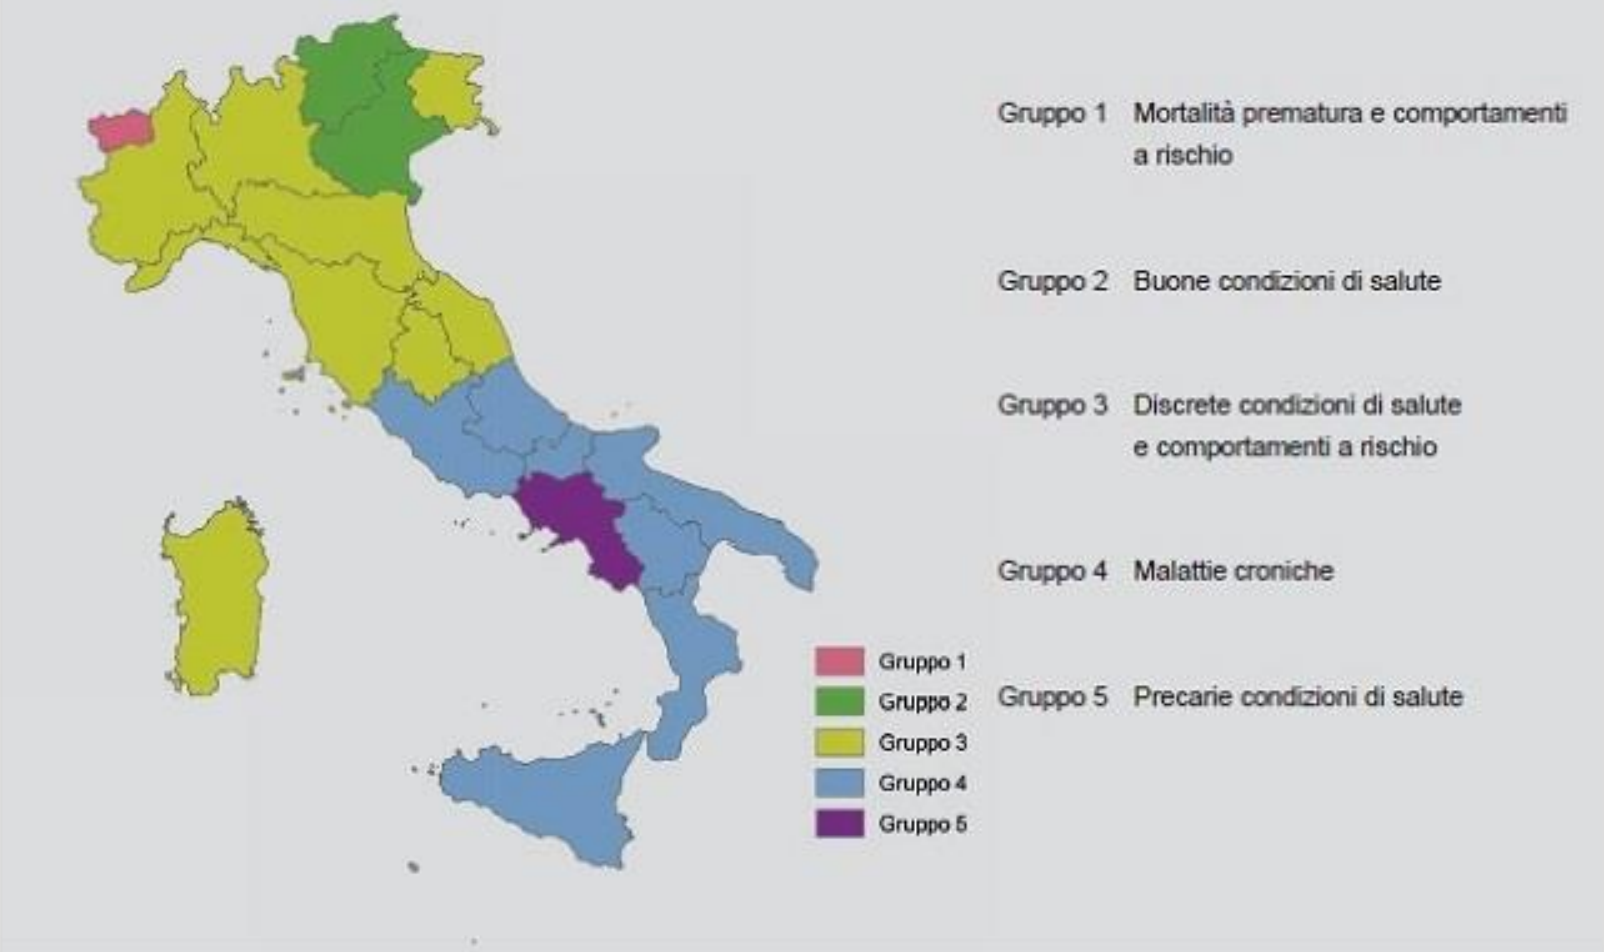 Gruppo 1 Mortalità prematura e comportamenti
a rischio
Gruppo 2 Buone condizioni di salute
Gruppo 3 Discrete condizioni di salute
e comportamenti a rischio
Gruppo 4 Malattie croniche
Gruppo 5 Precarie condizioni di salute
Gruppo 1
Gruppo 2
Gruppo 3
Gruppo 4
Gruppo 5